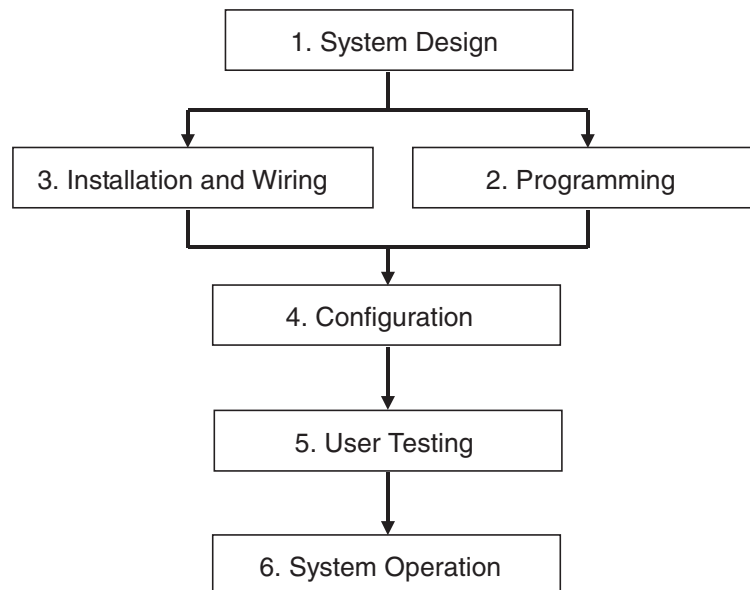 1. System Design
3. Installation and Wiring
2. Programming
4. Configuration
5. User Testing
6. System Operation